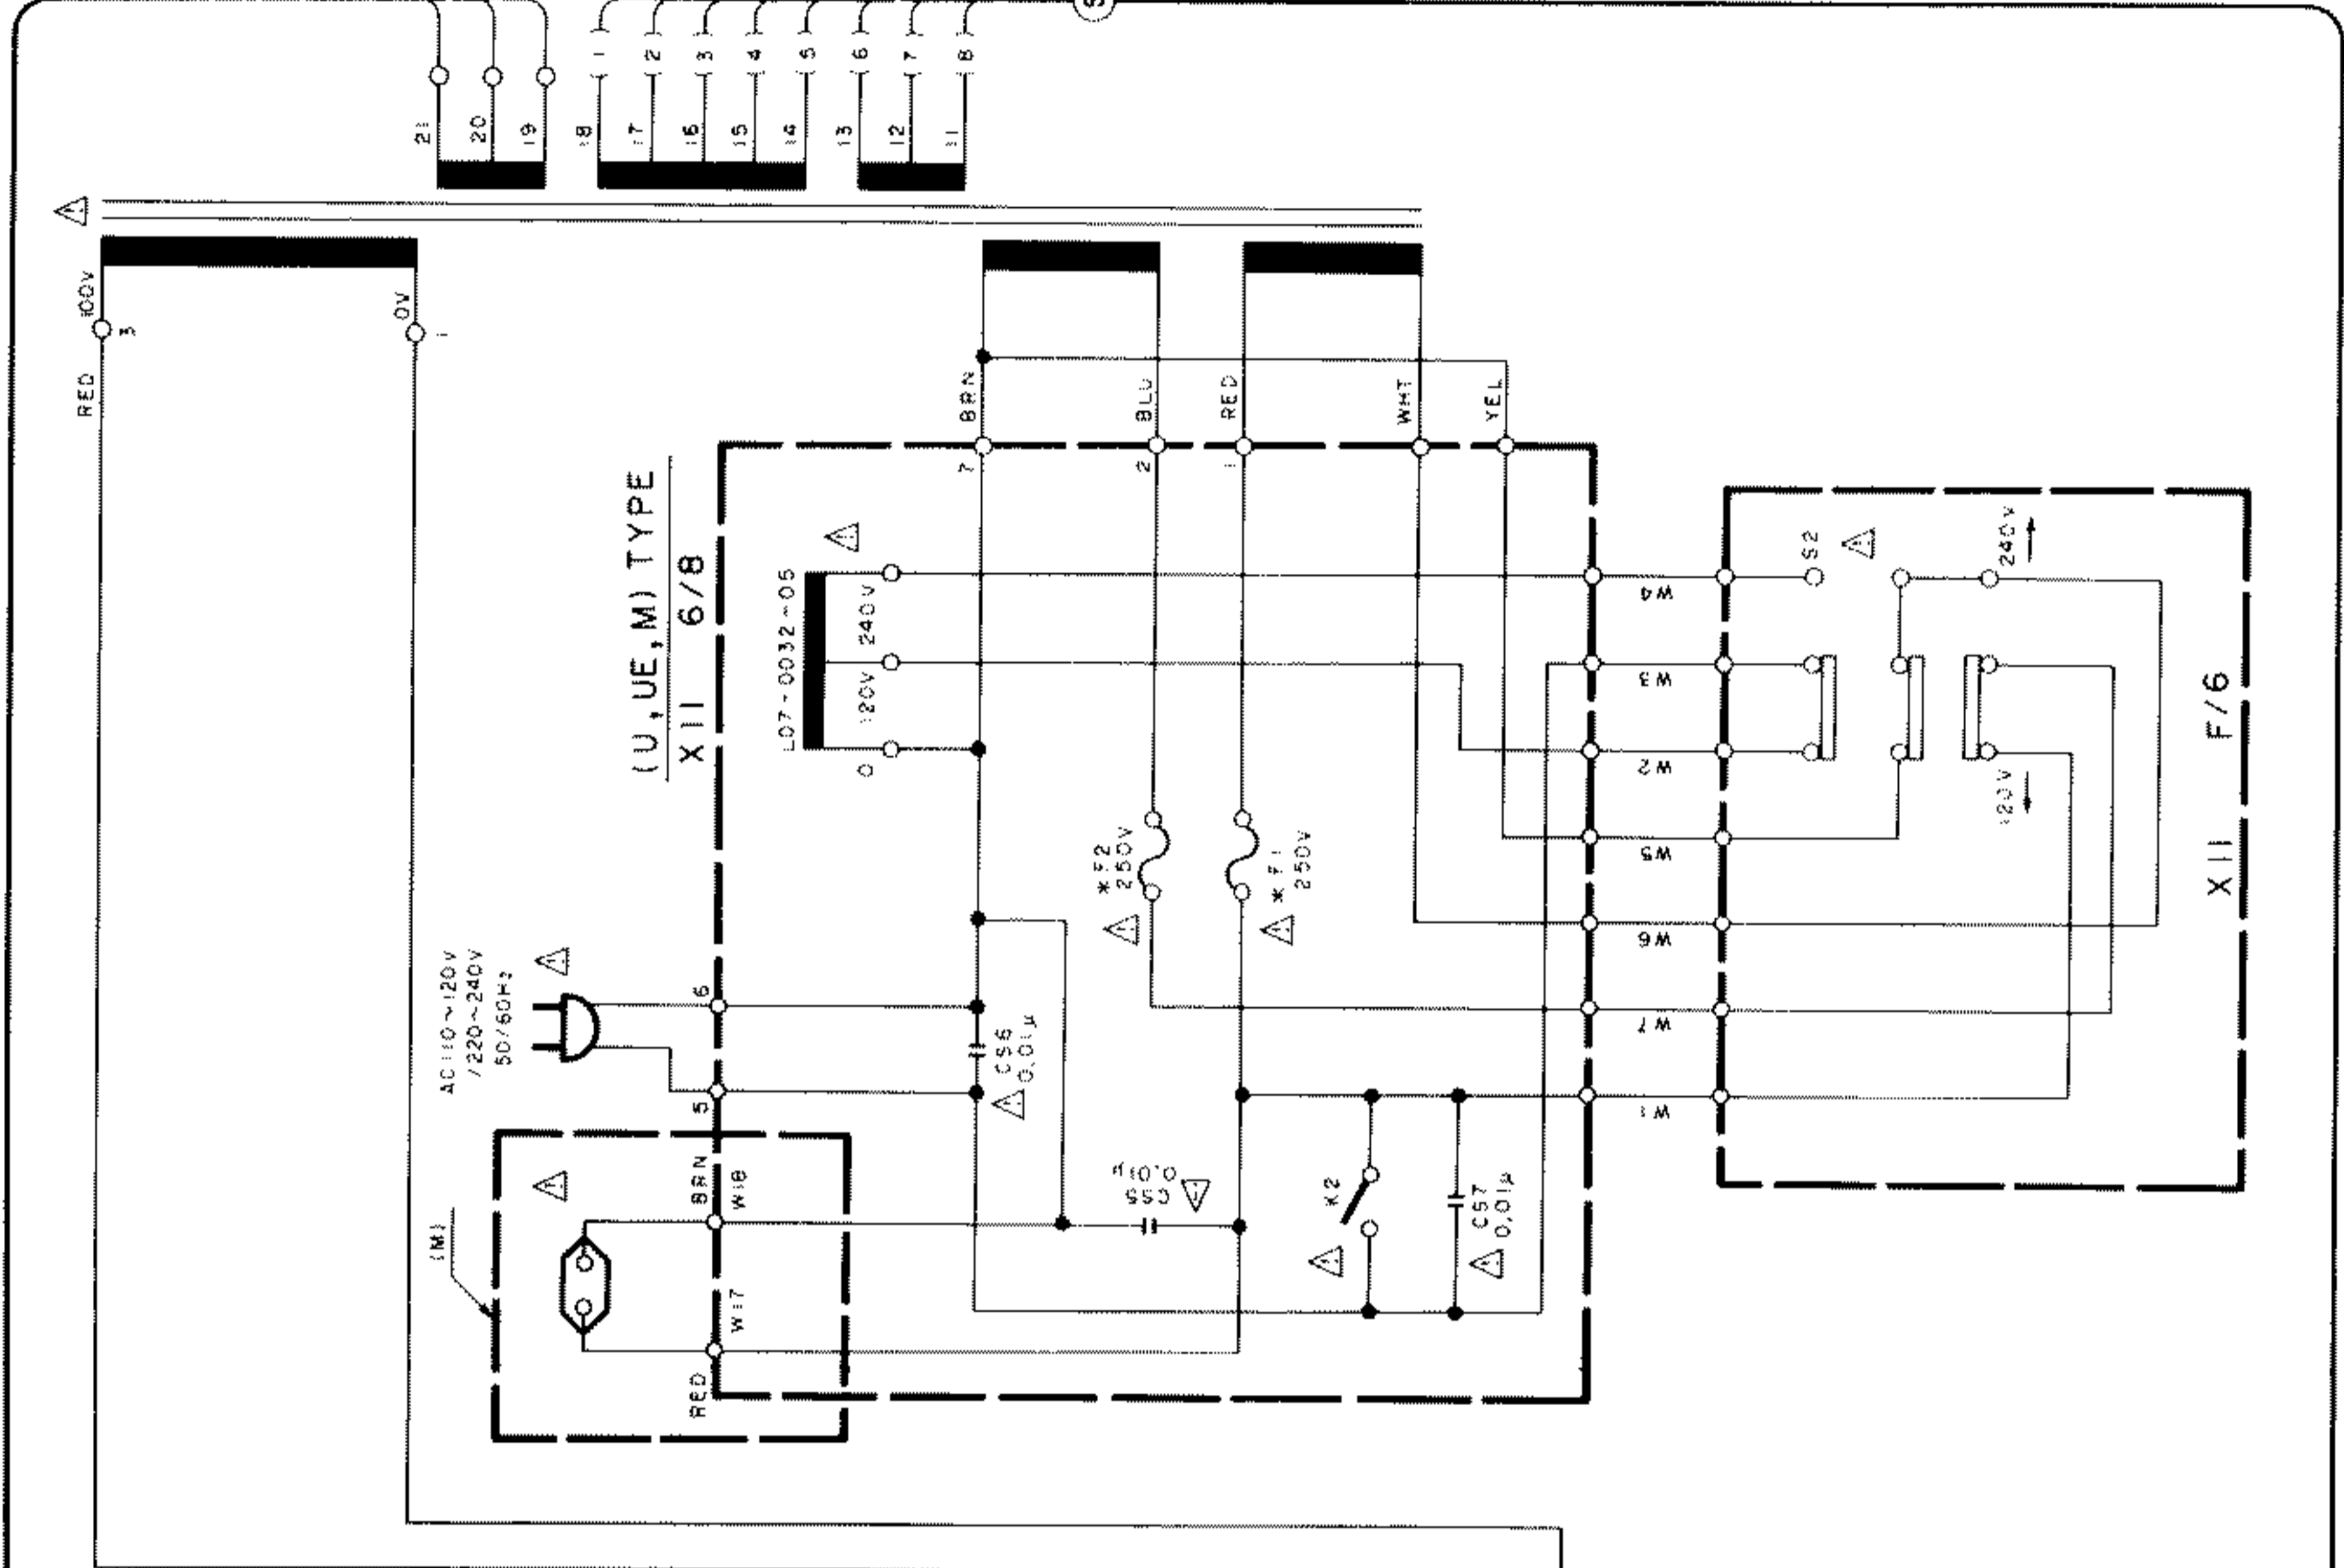 21
20
19
18
17
16
15
14
13
12
11
1
2
3
4
5
6
7
8
RED
100V
3
0V
1
BRN
BLU
RED
WHT
YEL
7
2
1
(U,UE,M) TYPE
X11 6/8
L07-0032-05
0
120V
240V
*F2
250V
*F1
250V
AC110~120V
/220~240V
50/60Hz
6
5
C56
0.01μ
C55
0.01μ
K2
C57
0.01μ
(M)
BRN
W18
W17
RED
W4
W3
W2
W5
W6
W7
W1
S2
240V
120V
X11 F/6